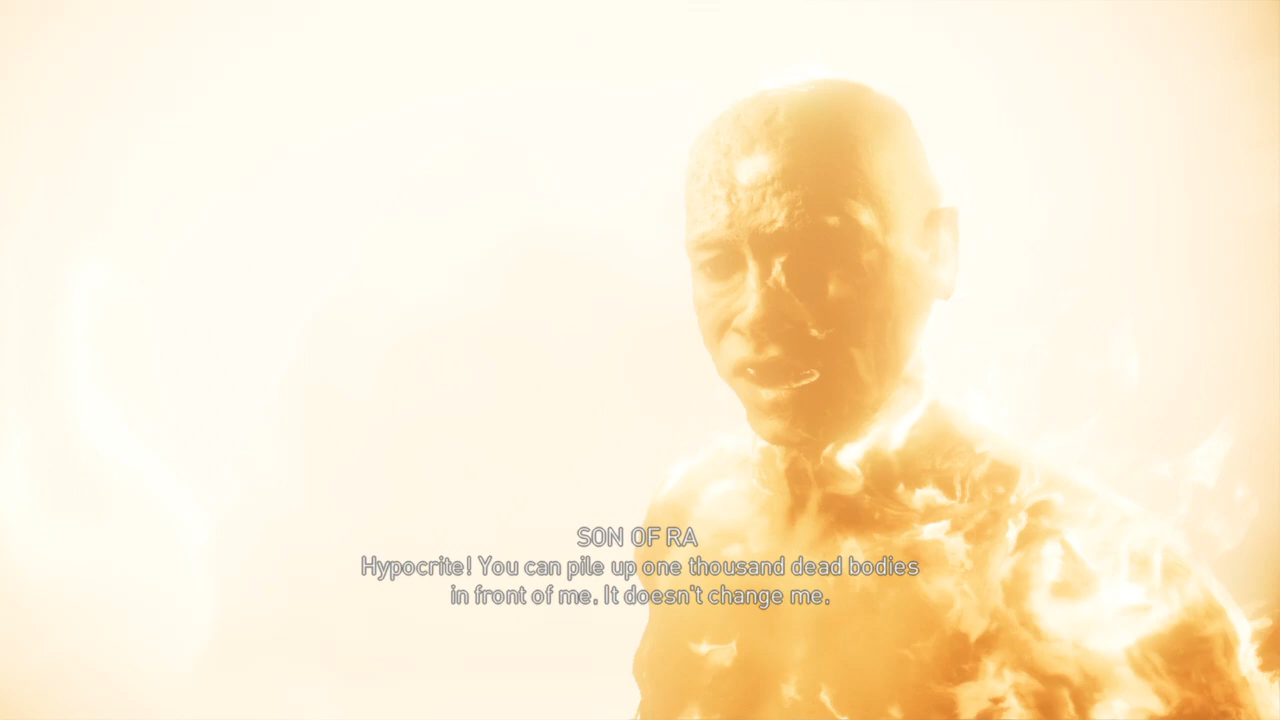 SON OF RA
Hypocrite! You can pile up one thousand dead bodies
in front of me. It doesn't change me.